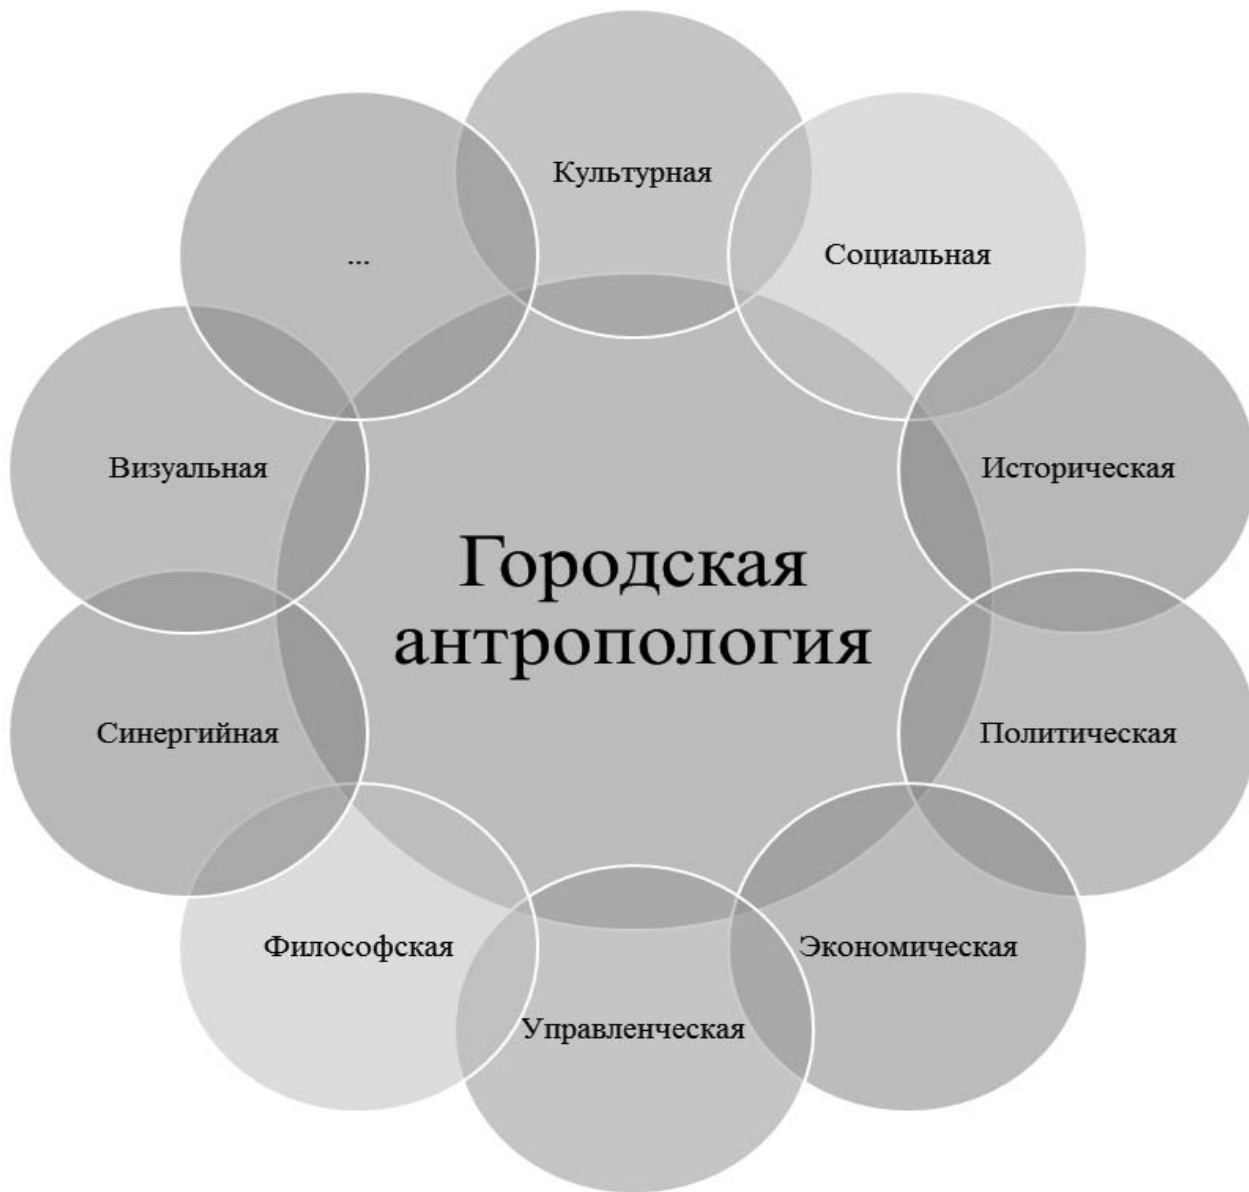 Культурная
Социальная
...
Визуальная
Историческая
Городская
антропология
Синергийная
Политическая
Философская
Экономическая
Управленческая